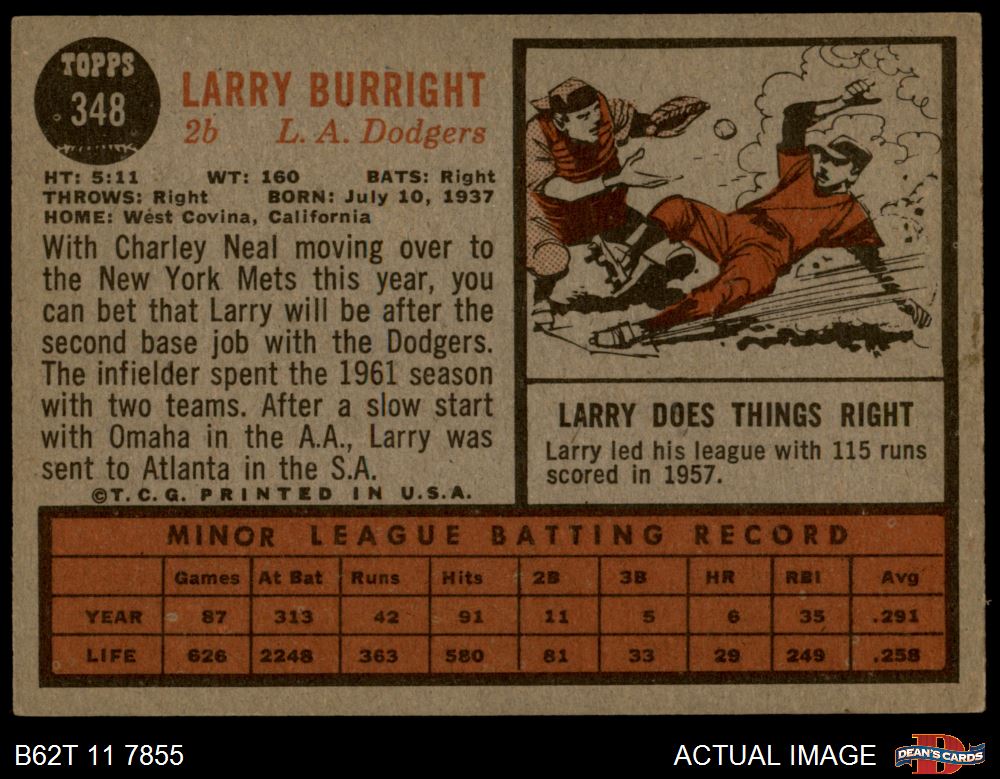 TOPPS
348
LARRY BURRIGHT
2b L. A. Dodgers
HT: 5:11 WT: 160 BATS: Right
THROWS: Right BORN: July 10, 1937
HOME: West Covina, California
With Charley Neal moving over to
the New York Mets this year, you
can bet that Larry will be after the
second base job with the Dodgers.
The infielder spent the 1961 season
with two teams. After a slow start
with Omaha in the A.A., Larry was
sent to Atlanta in the S.A.
©T.C.G. PRINTED IN U.S.A.
LARRY DOES THINGS RIGHT
Larry led his league with 115 runs
scored in 1957.
MINOR LEAGUE BATTING RECORD
Games At Bat Runs Hits 2B 3B HR RBI Avg
YEAR 87 313 42 91 11 5 6 35 .291
LIFE 626 2248 363 580 81 33 29 249 .258
B62T 11 7855 ACTUAL IMAGE
DEAN'S CARDS